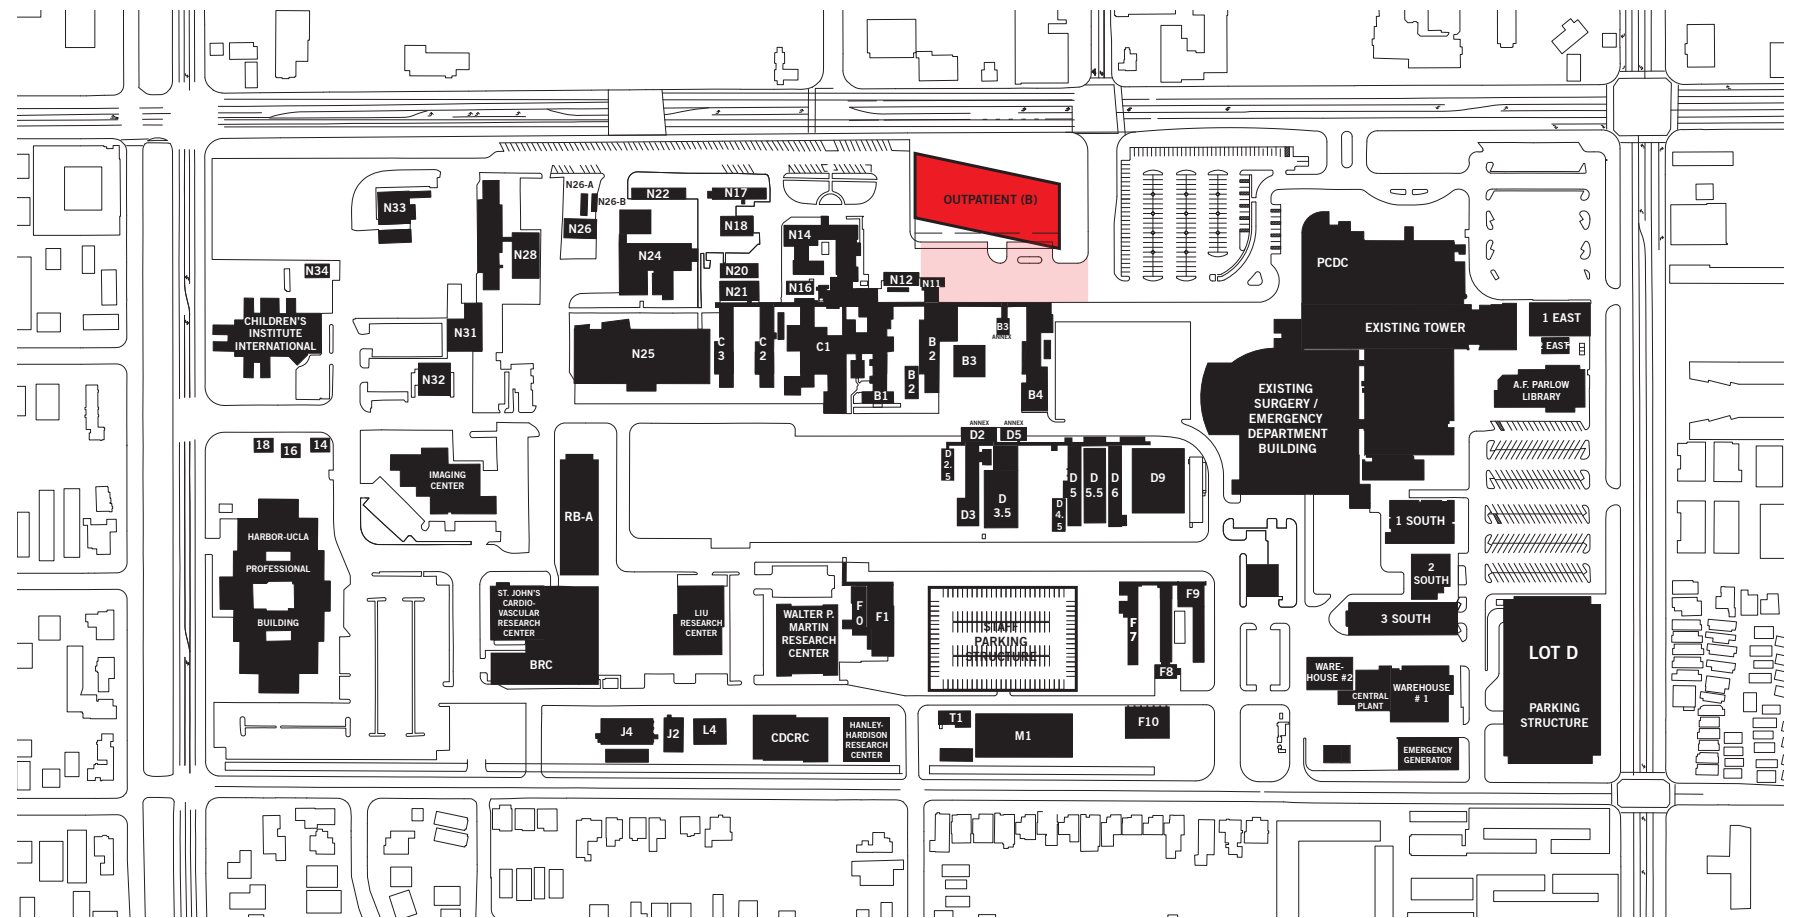 OUTPATIENT (B)
N26-A
N26-B
N22
N17
N33
N26
N18
N14
N28
N24
N34
N20
N21
N16
N12
N11
PCDC
CHILDREN'S
INSTITUTE
INTERNATIONAL
N31
N32
N25
C
3
C
2
C1
B
2
B
2
B1
B3
ANNEX
B3
B4
EXISTING TOWER
1 EAST
2 EAST
A.F. PARLOW
LIBRARY
EXISTING
SURGERY /
EMERGENCY
DEPARTMENT
BUILDING
18
16
14
IMAGING
CENTER
RB-A
ANNEX
D2
ANNEX
D5
D
2.
5
D3
D
3.5
D
4.
5
D
5
D
5.5
D
6
D9
1 SOUTH
2
SOUTH
3 SOUTH
HARBOR-UCLA
PROFESSIONAL
BUILDING
ST. JOHN'S
CARDIO-
VASCULAR
RESEARCH
CENTER
BRC
LIU
RESEARCH
CENTER
WALTER P.
MARTIN
RESEARCH
CENTER
F
0
F1
STAFF
PARKING
STRUCTURE
F
7
F9
F8
WARE-
HOUSE #2
CENTRAL
PLANT
WAREHOUSE
# 1
LOT D
PARKING
STRUCTURE
J4
J2
L4
CDCRC
HANLEY-
HARDISON
RESEARCH
CENTER
T1
M1
F10
EMERGENCY
GENERATOR